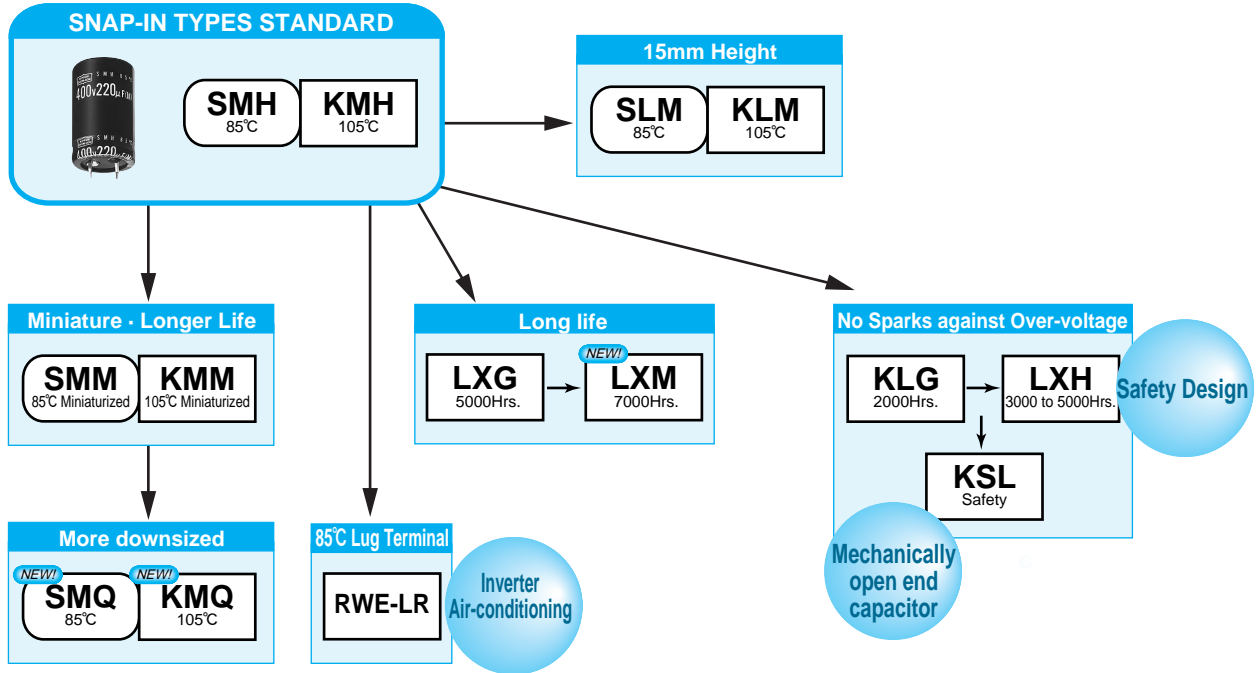 SNAP-IN TYPES STANDARD
SMH
85℃
KMH
105℃
400v220μF
400v220μF
15mm Height
SLM
85℃
KLM
105℃
Miniature · Longer Life
SMM
85℃ Miniaturized
KMM
105℃ Miniaturized
Long life
LXG
5000Hrs.
NEW!
LXM
7000Hrs.
No Sparks against Over-voltage
KLG
2000Hrs.
LXH
3000 to 5000Hrs.
Safety Design
KSL
Safety
Mechanically
open end
capacitor
More downsized
NEW!
SMQ
85℃
NEW!
KMQ
105℃
85℃ Lug Terminal
RWE-LR
Inverter
Air-conditioning